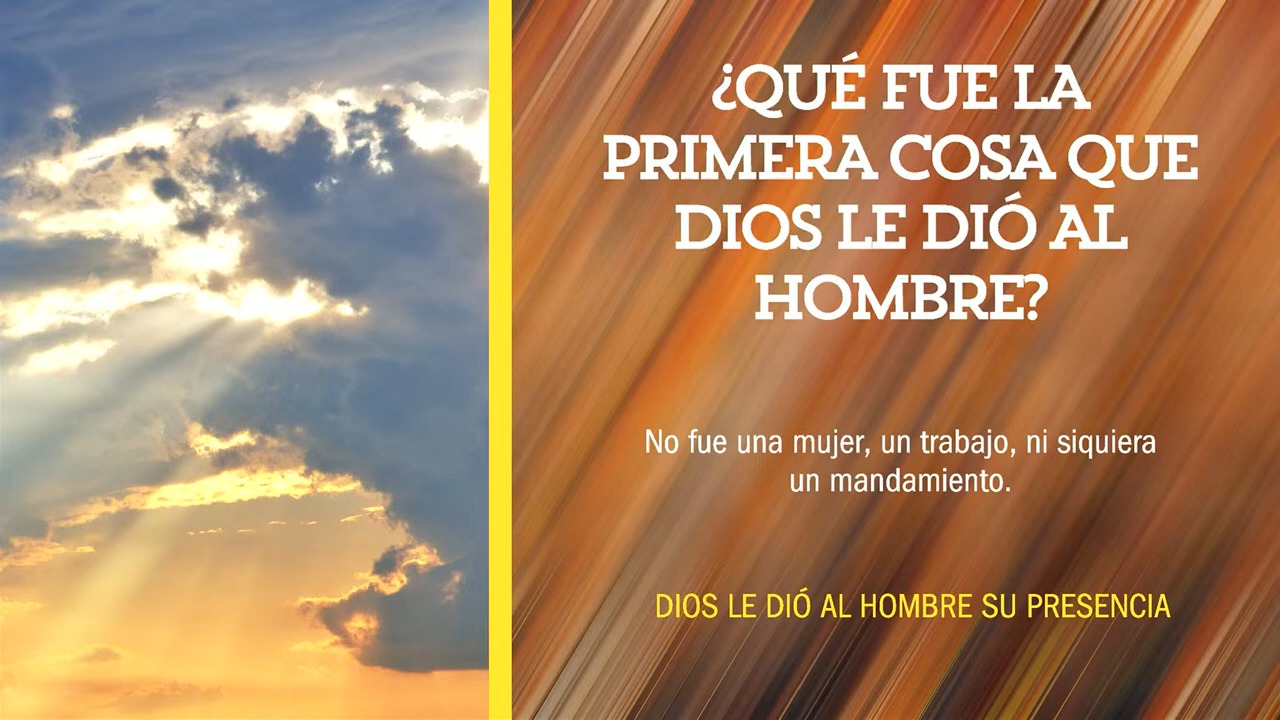 ¿QUÉ FUE LA
PRIMERA COSA QUE
DIOS LE DIÓ AL
HOMBRE?
No fue una mujer, un trabajo, ni siquiera
un mandamiento.
DIOS LE DIÓ AL HOMBRE SU PRESENCIA